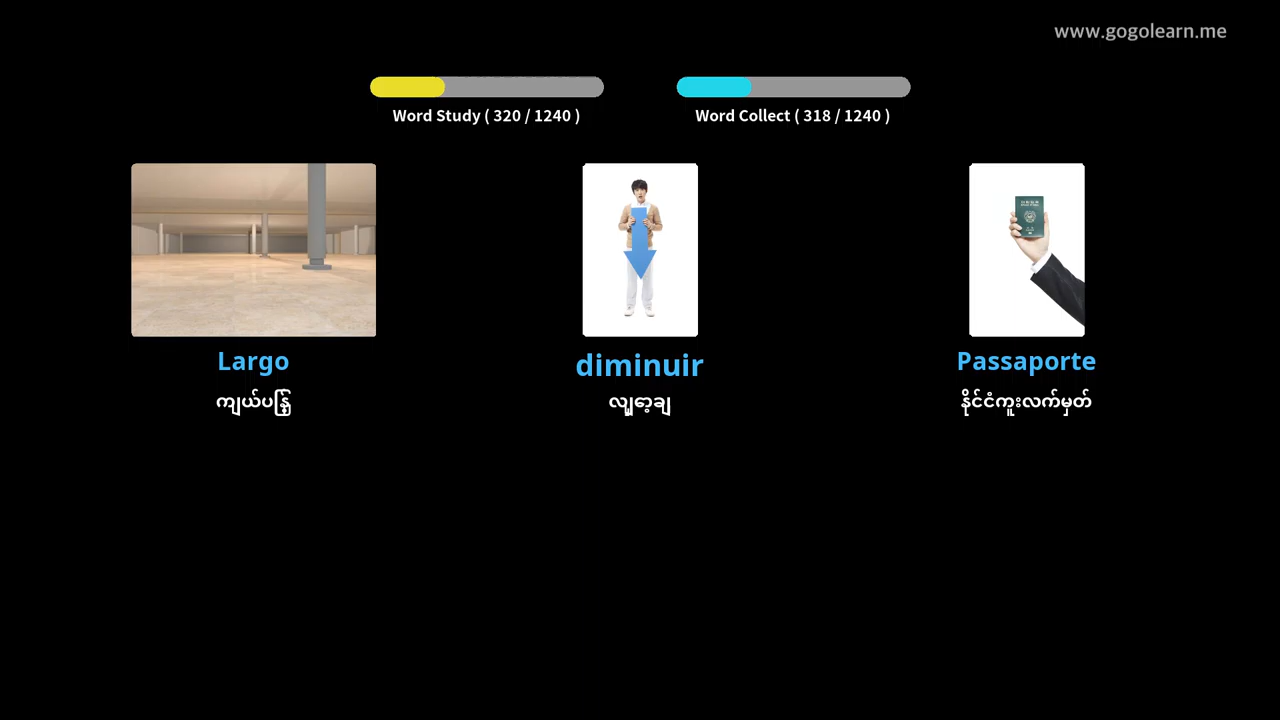 www.gogolearn.me
Word Study ( 320 / 1240 )
Word Collect ( 318 / 1240 )
Largo
diminuir
Passaporte
ကျယ်ပြန့်
လျှော့ချ
နိုင်ငံကူးလက်မှတ်